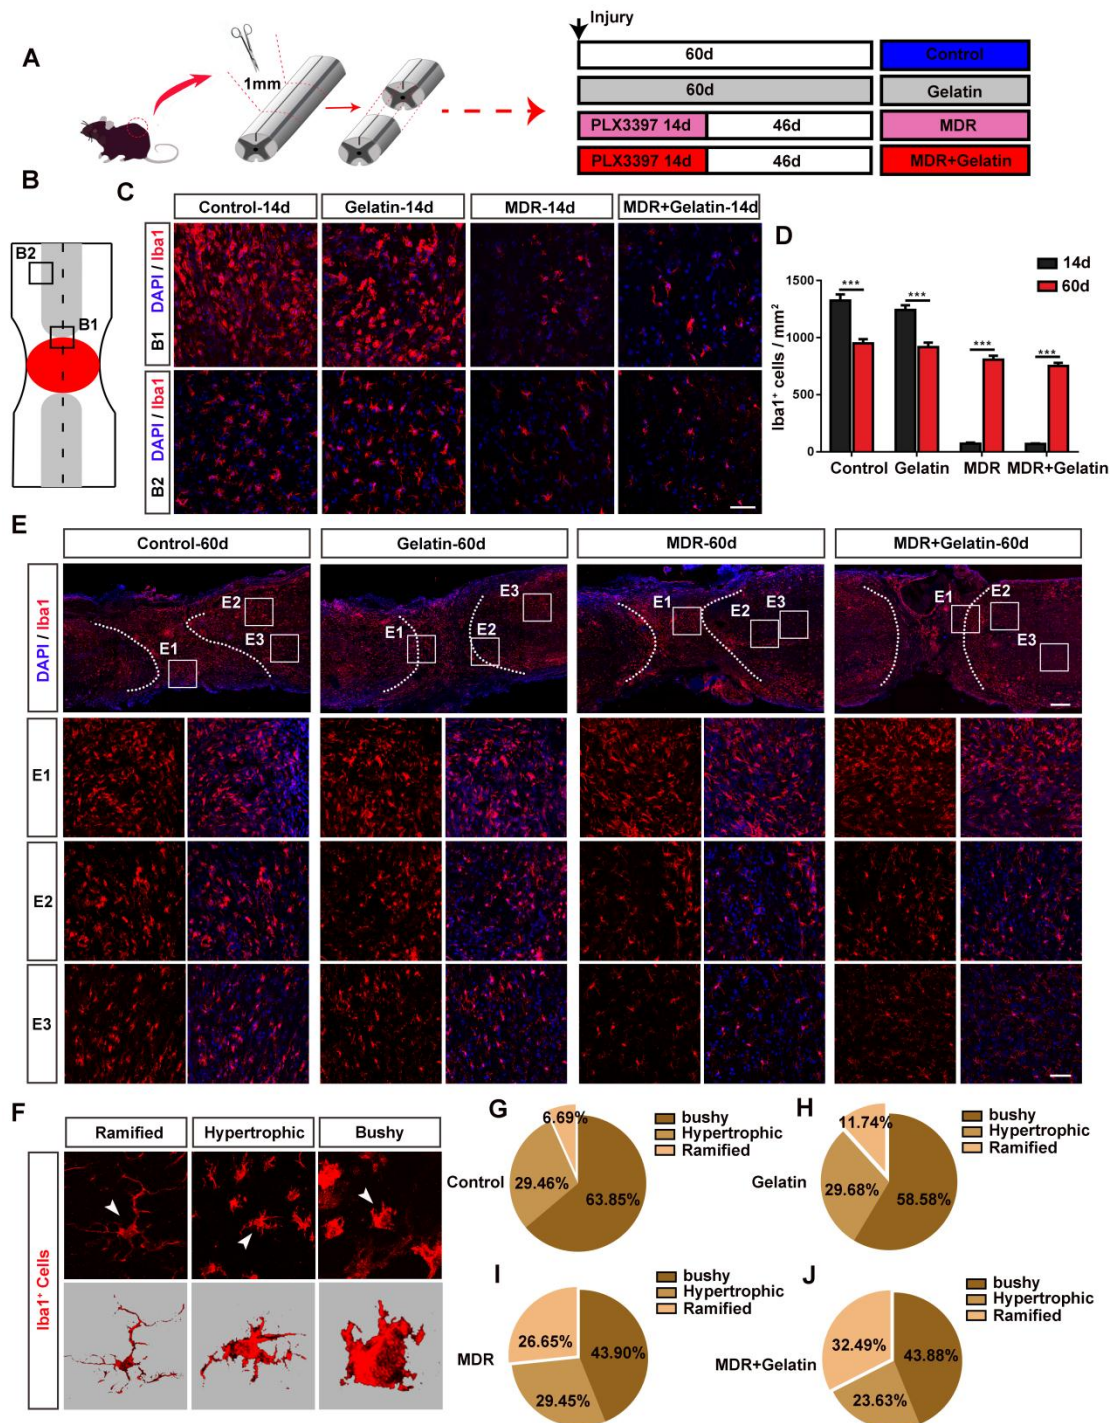 A
1mm
Injury
60d
Control
60d
Gelatin
PLX3397 14d
46d
MDR
PLX3397 14d
46d
MDR+Gelatin
B
B2
B1
C
Control-14d
Gelatin-14d
MDR-14d
MDR+Gelatin-14d
B1 DAPI / Iba1
B2 DAPI / Iba1
D
14d
60d
Iba1+ cells / mm2
1500
1000
500
0
***
***
***
***
Control
Gelatin
MDR
MDR+Gelatin
E
Control-60d
Gelatin-60d
MDR-60d
MDR+Gelatin-60d
DAPI / Iba1
E2
E3
E1
E3
E1
E2
E1
E3
E2
E1
E2
E3
E1
E2
E3
F
Ramified
Hypertrophic
Bushy
Iba1+ Cells
G
6.69%
29.46%
63.85%
Control
bushy
Hypertrophic
Ramified
H
11.74%
29.68%
58.58%
Gelatin
bushy
Hypertrophic
Ramified
I
26.65%
43.90%
29.45%
MDR
bushy
Hypertrophic
Ramified
J
32.49%
43.88%
23.63%
MDR+Gelatin
bushy
Hypertrophic
Ramified